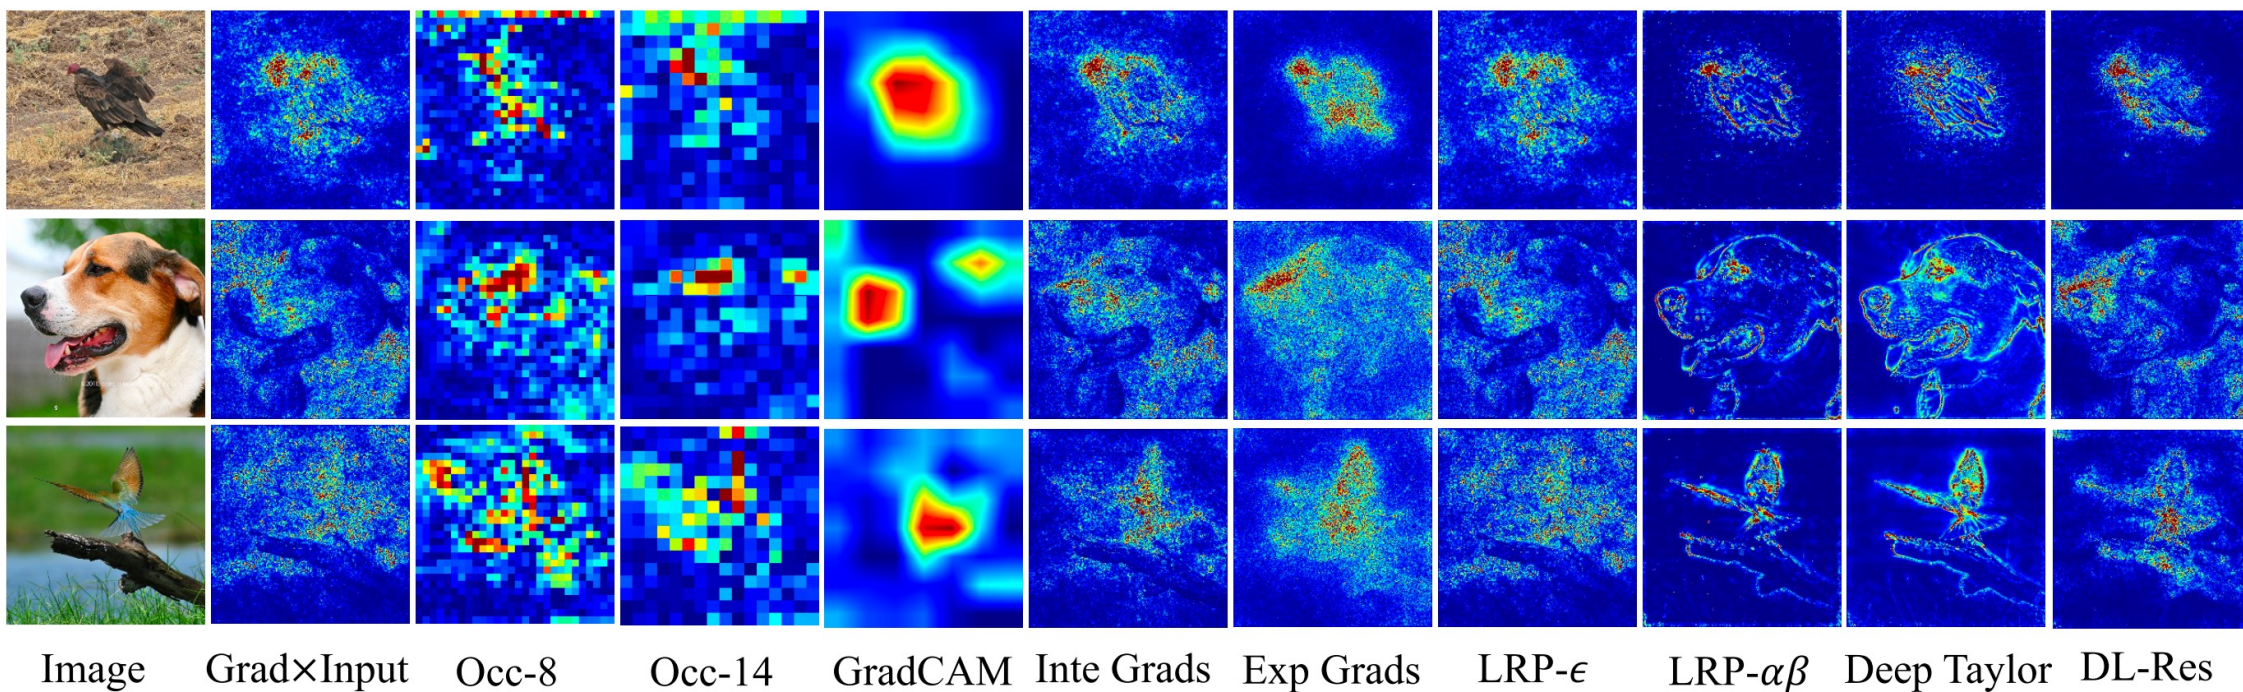 Image Grad×Input Occ-8 Occ-14 GradCAM Inte Grads Exp Grads LRP-ϵ LRP-αβ Deep Taylor DL-Res